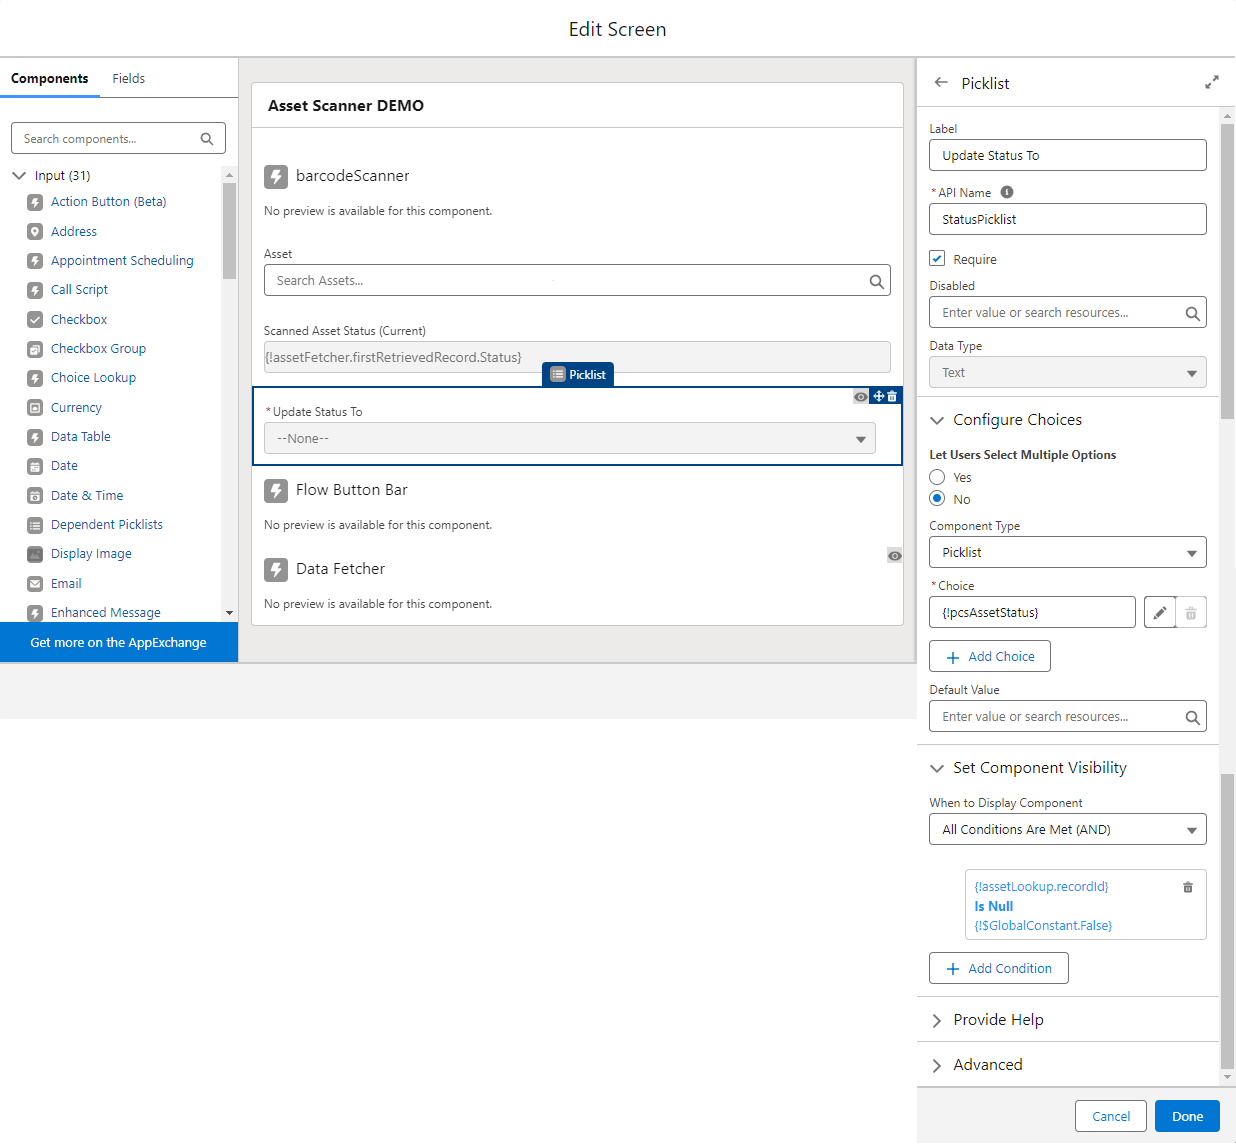 Edit Screen
Components
Fields
Search components...
Input (31)
Action Button (Beta)
Address
Appointment Scheduling
Call Script
Checkbox
Checkbox Group
Choice Lookup
Currency
Data Table
Date
Date & Time
Dependent Picklists
Display Image
Email
Enhanced Message
Get more on the AppExchange
Asset Scanner DEMO
barcodeScanner
No preview is available for this component.
Asset
Search Assets...
Scanned Asset Status (Current)
{!assetFetcher.firstRetrievedRecord.Status}
Picklist
*Update Status To
--None--
Flow Button Bar
No preview is available for this component.
Data Fetcher
No preview is available for this component.
Picklist
Label
Update Status To
*API Name
StatusPicklist
Require
Disabled
Enter value or search resources...
Data Type
Text
Configure Choices
Let Users Select Multiple Options
Yes
No
Component Type
Picklist
*Choice
{!pcsAssetStatus}
Add Choice
Default Value
Enter value or search resources...
Set Component Visibility
When to Display Component
All Conditions Are Met (AND)
{!assetLookup.recordId}
Is Null
{!$GlobalConstant.False}
Add Condition
Provide Help
Advanced
Cancel
Done